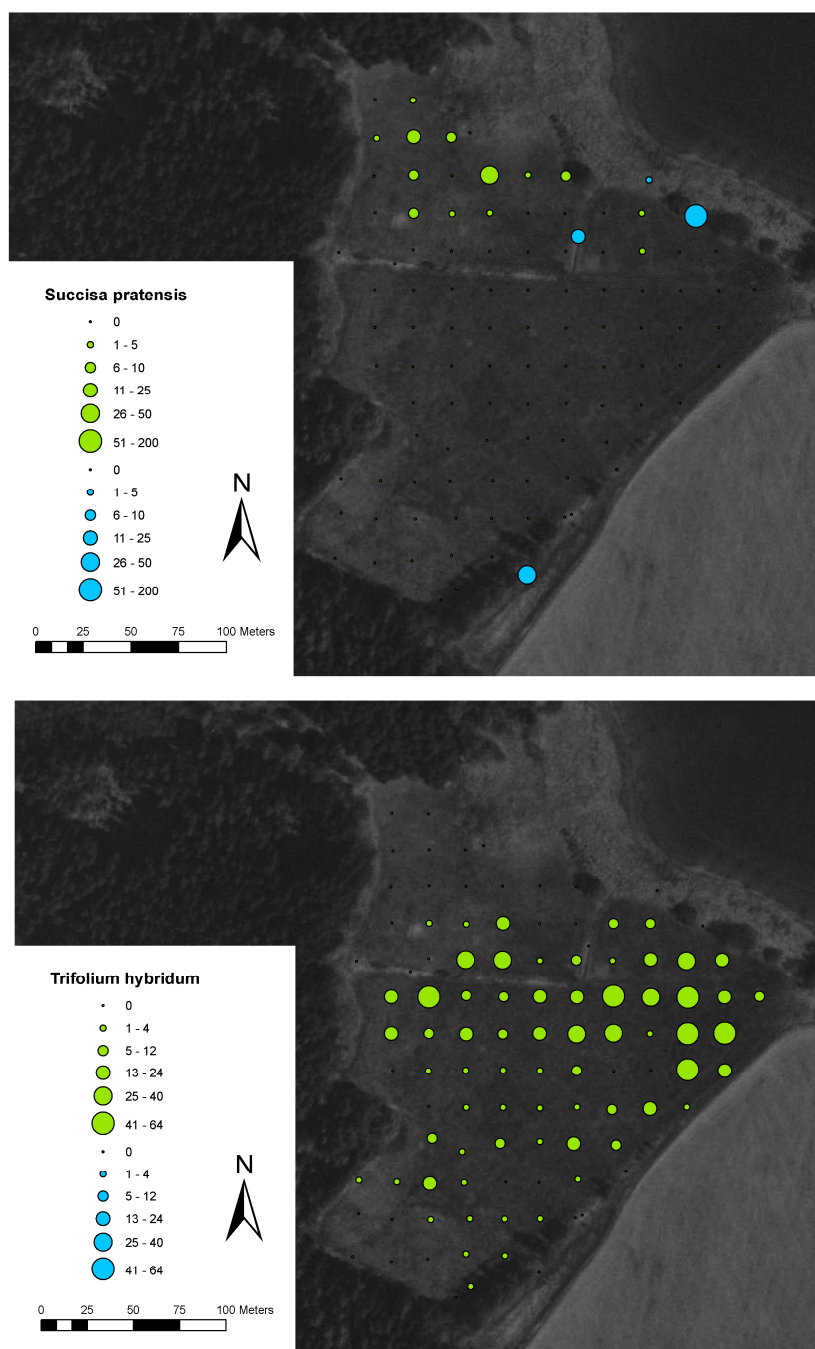 Succisa pratensis
0
1 - 5
6 - 10
11 - 25
26 - 50
51 - 200
0
1 - 5
6 - 10
11 - 25
26 - 50
51 - 200
N
0 25 50 75 100 Meters
Trifolium hybridum
0
1 - 4
5 - 12
13 - 24
25 - 40
41 - 64
0
1 - 4
5 - 12
13 - 24
25 - 40
41 - 64
N
0 25 50 75 100 Meters